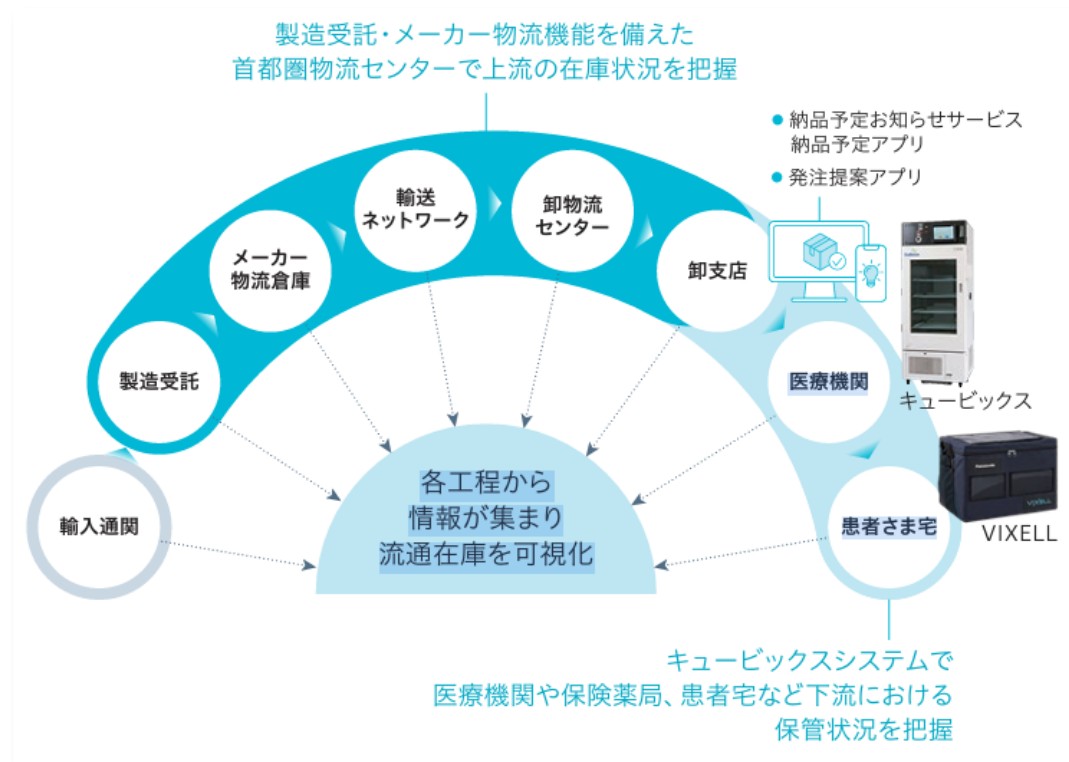 製造受託・メーカー物流機能を備えた
首都圏物流センターで上流の在庫状況を把握
● 納品予定お知らせサービス
納品予定アプリ
● 発注提案アプリ
輸送
ネットワーク
卸物流
センター
メーカー
物流倉庫
卸支店
製造受託
医療機関
キュービックス
輸入通関
各工程から
情報が集まり
流通在庫を可視化
患者さま宅
Panasonic
VIXELL
VIXELL
キュービックスシステムで
医療機関や保険薬局、患者宅など下流における
保管状況を把握